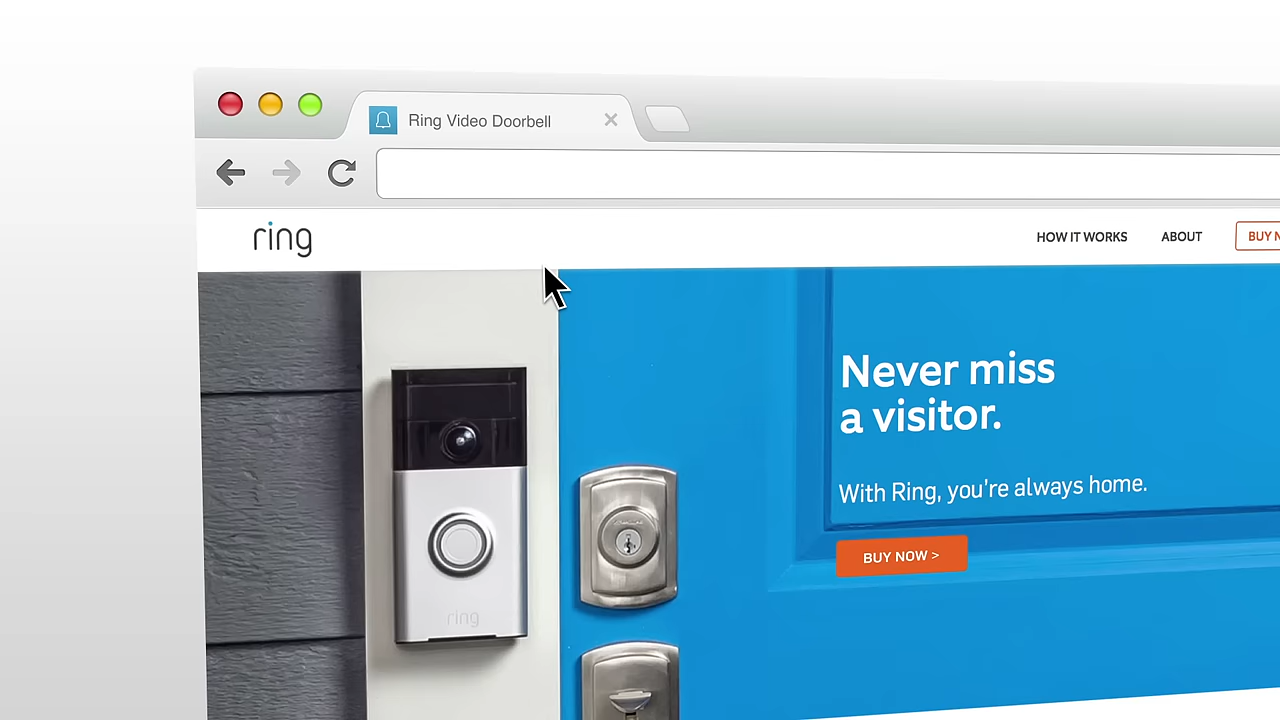 Ring Video Doorbell
ring
HOW IT WORKS
ABOUT
BUY N
Never miss
a visitor.
With Ring, you're always home.
BUY NOW >
ring